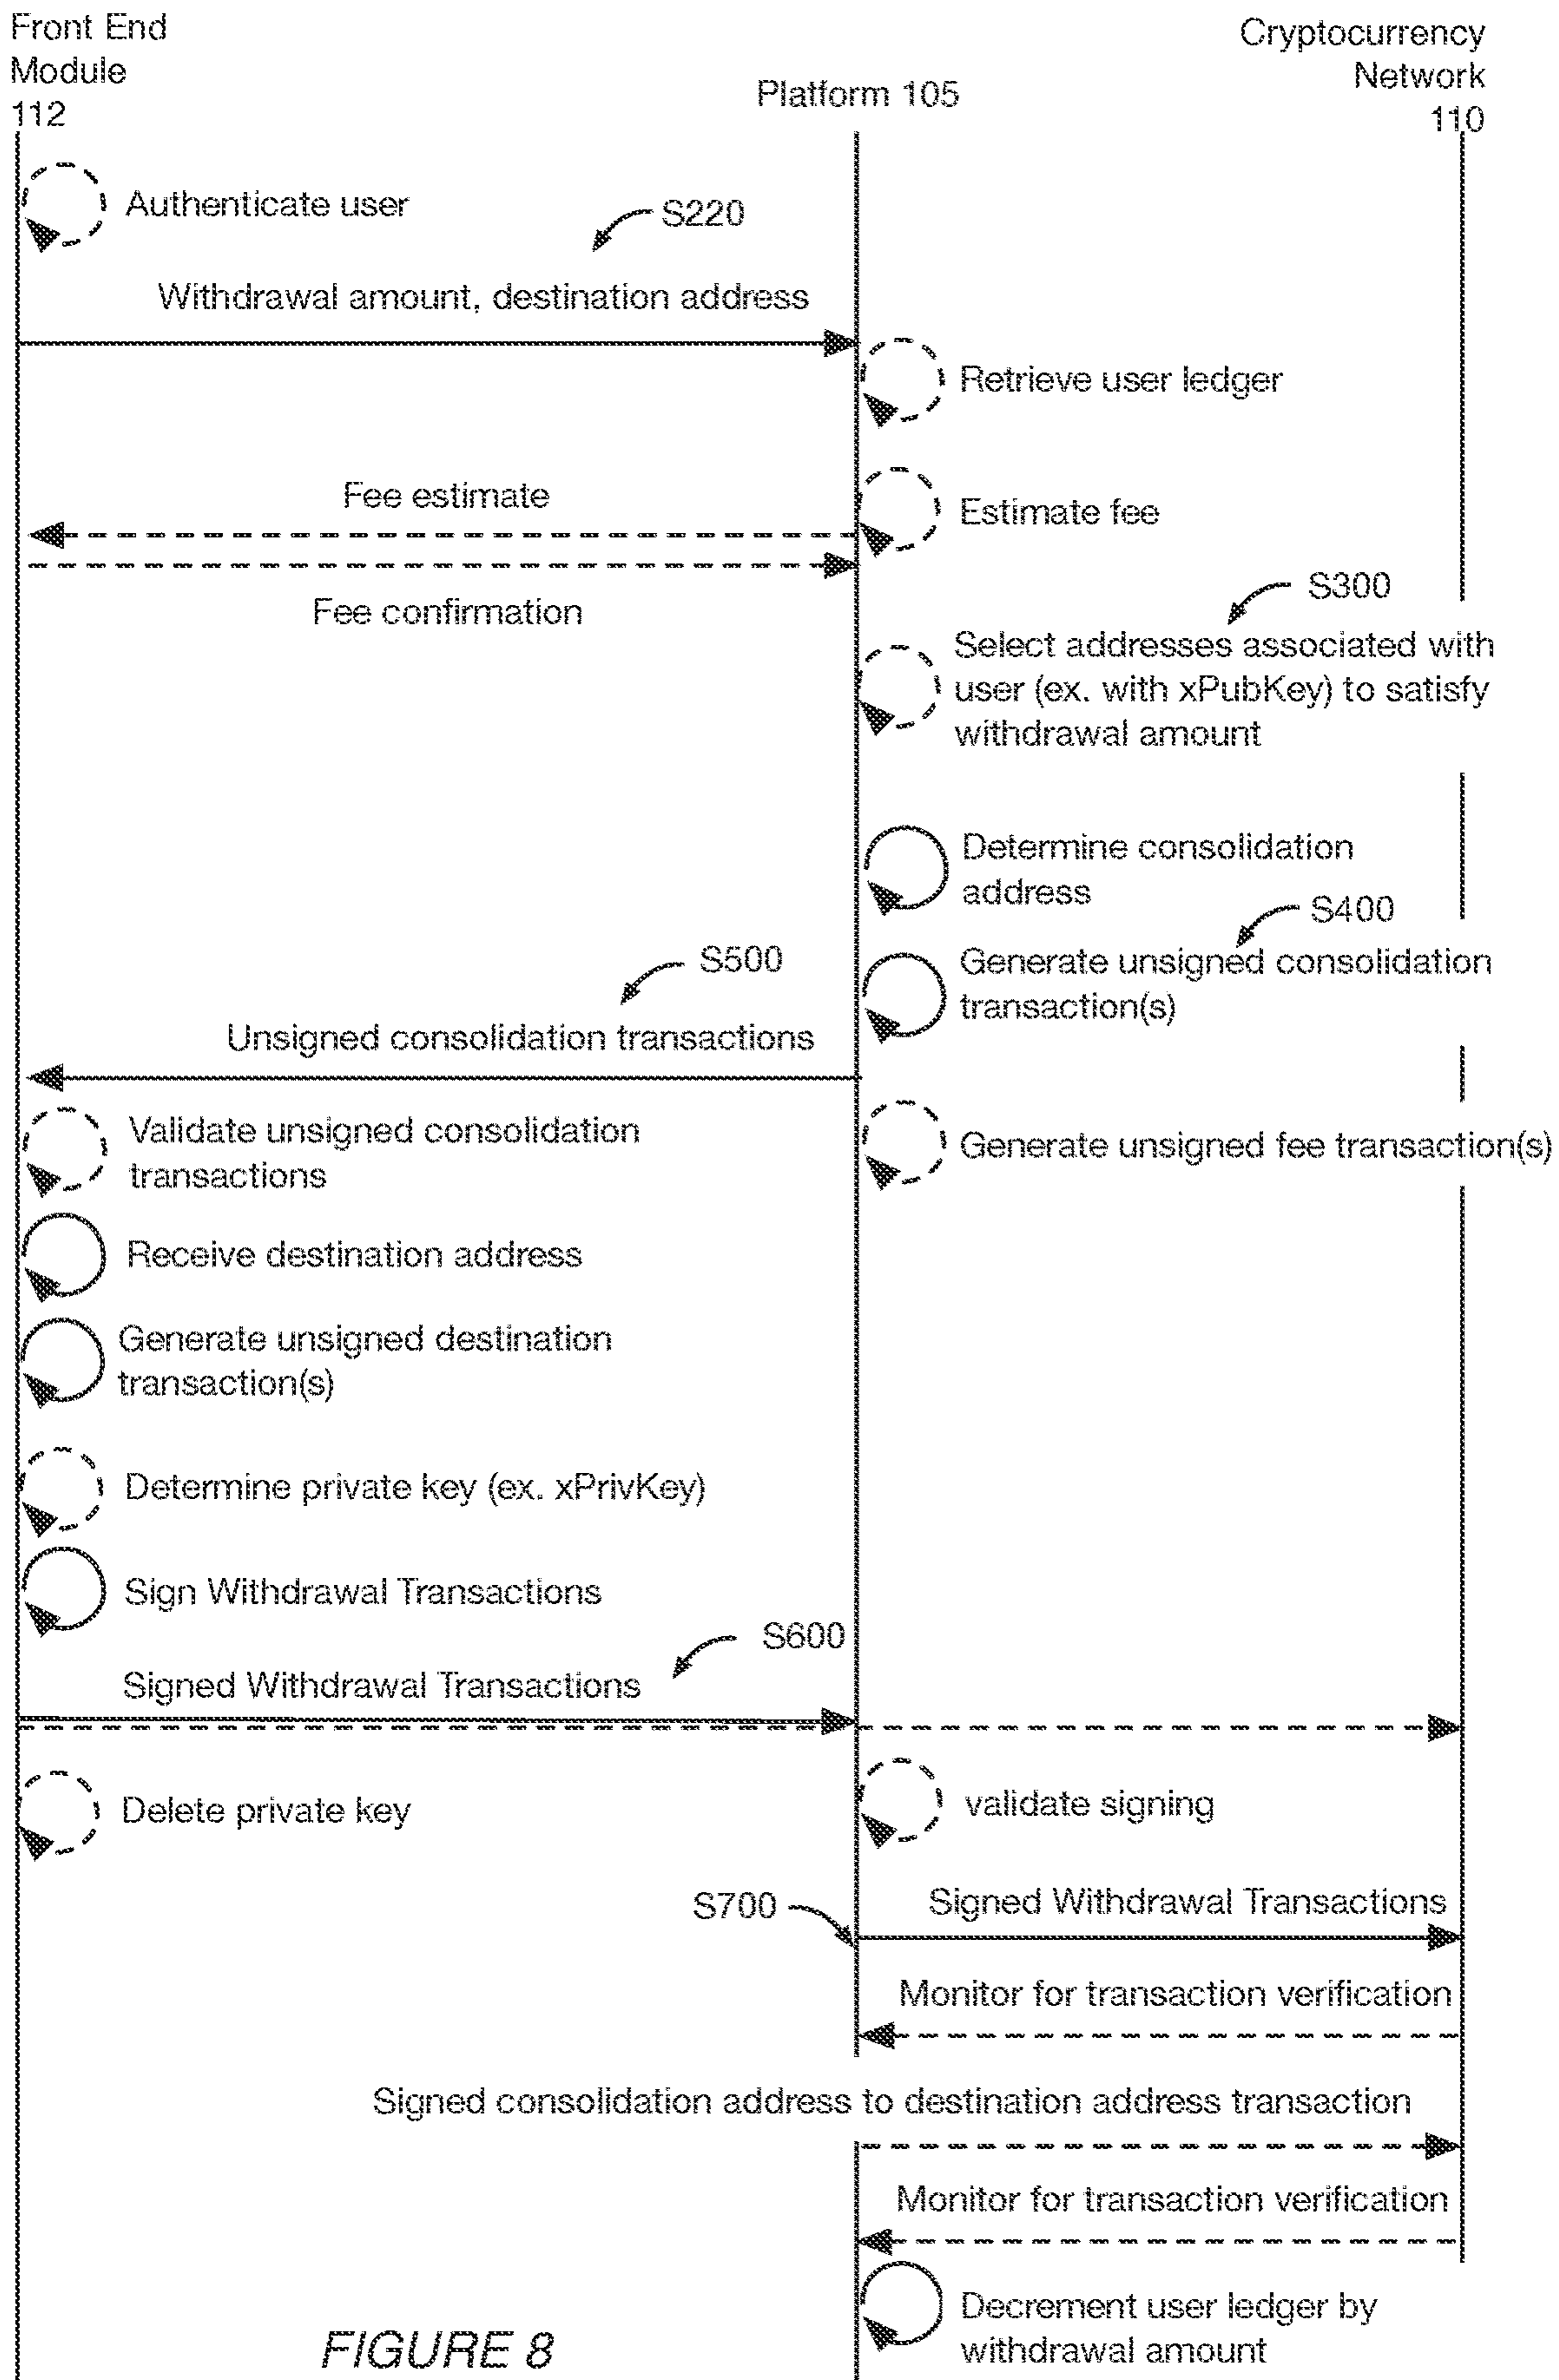 Front End
Module
112
Platform 105
Cryptocurrency
Network
110
Authenticate user
S220
Withdrawal amount, destination address
Retrieve user ledger
Fee estimate
Estimate fee
Fee confirmation
S300
Select addresses associated with
user (ex. with xPubKey) to satisfy
withdrawal amount
Determine consolidation
address
S400
Generate unsigned consolidation
transaction(s)
S500
Unsigned consolidation transactions
Validate unsigned consolidation
transactions
Generate unsigned fee transaction(s)
Receive destination address
Generate unsigned destination
transaction(s)
Determine private key (ex. xPrivKey)
Sign Withdrawal Transactions
S600
Signed Withdrawal Transactions
Delete private key
validate signing
S700
Signed Withdrawal Transactions
Monitor for transaction verification
Signed consolidation address to destination address transaction
Monitor for transaction verification
Decrement user ledger by
withdrawal amount
FIGURE 8